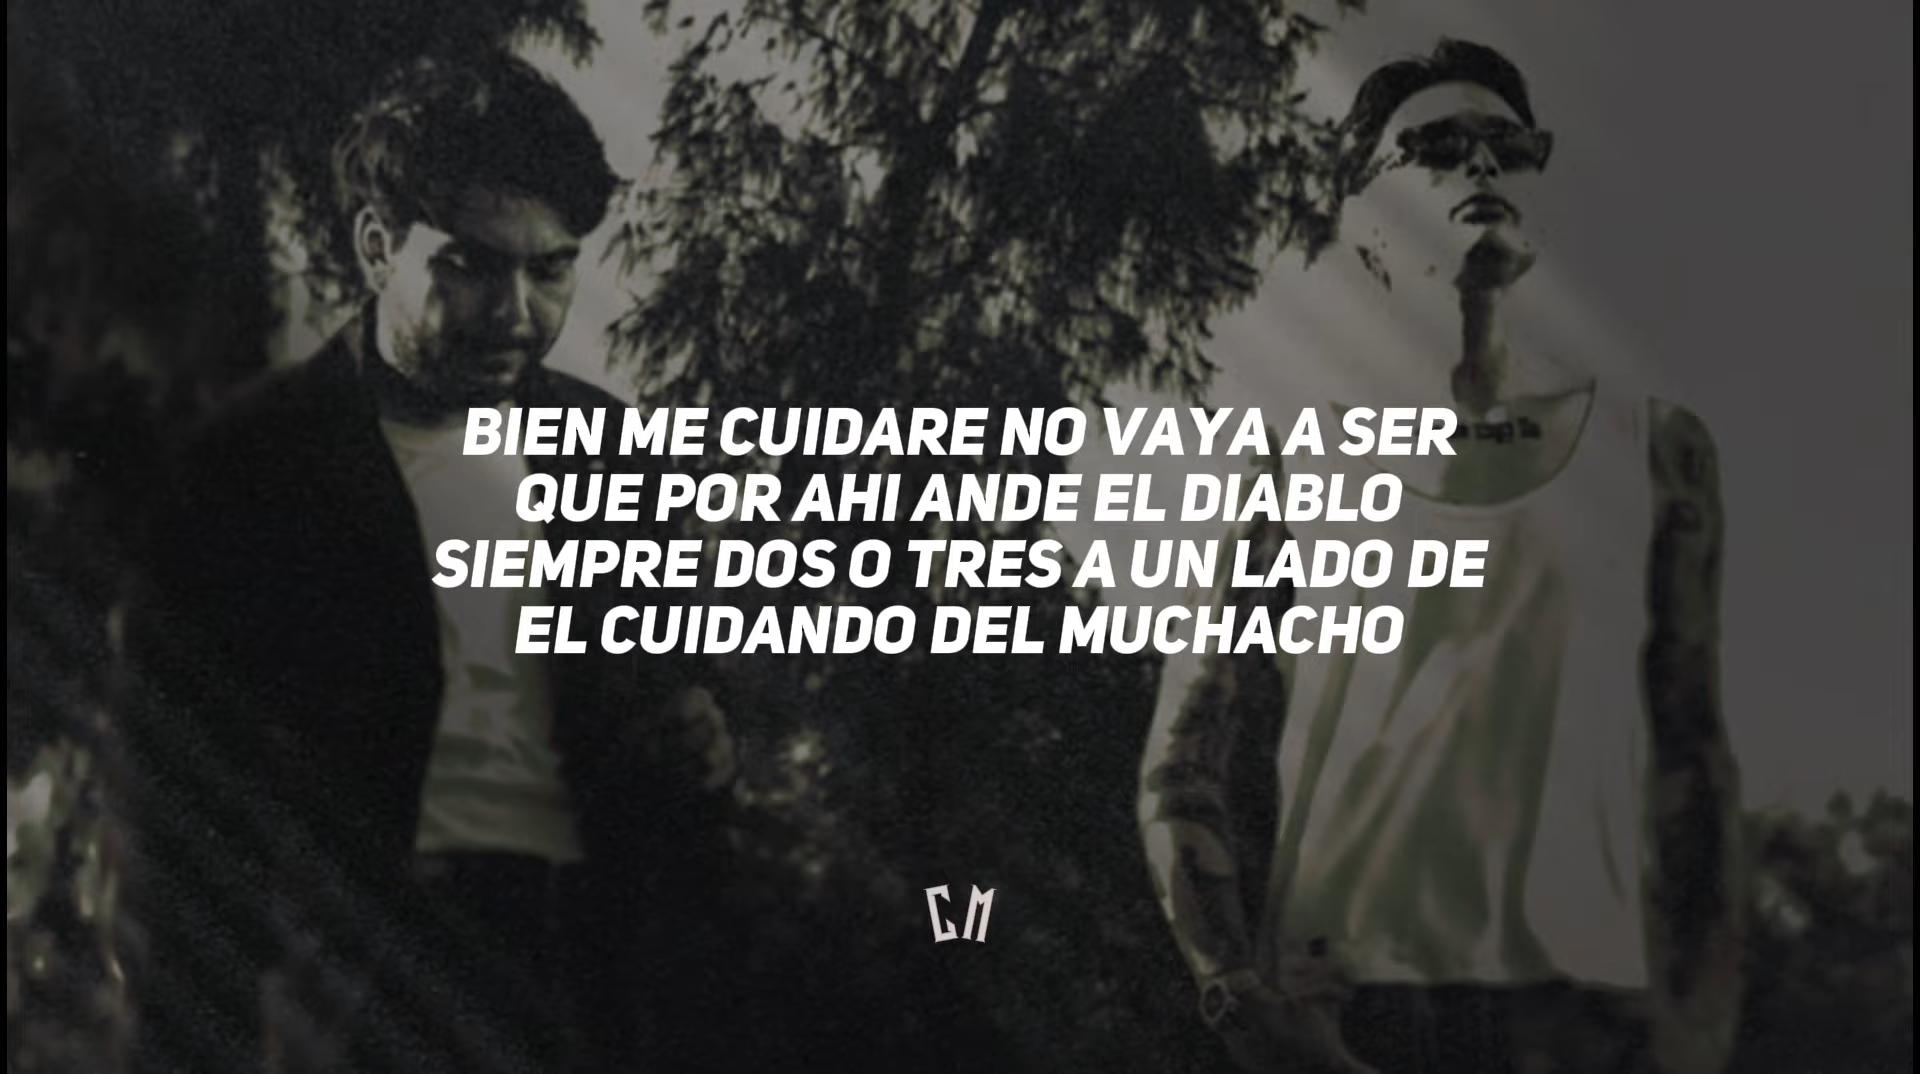 BIEN ME CUIDARE NO VAYA A SER
QUE POR AHI ANDE EL DIABLO
SIEMPRE DOS O TRES A UN LADO DE
EL CUIDANDO DEL MUCHACHO
CM